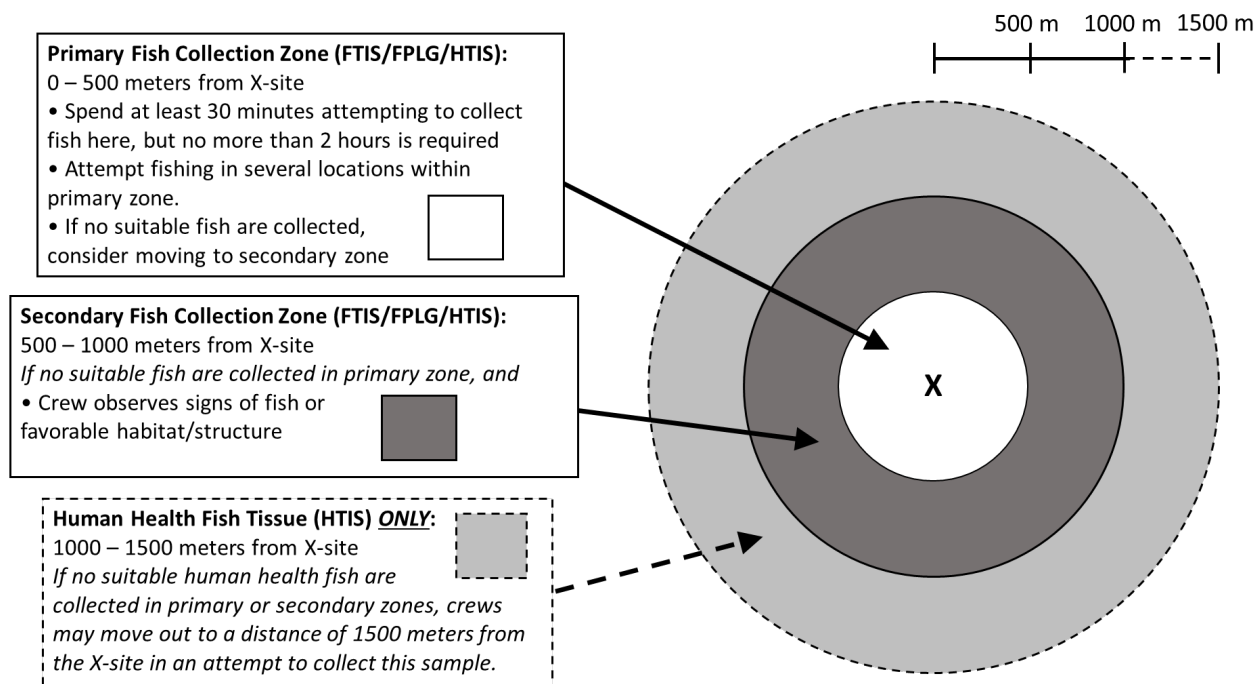 500 m 1000 m 1500 m
Primary Fish Collection Zone (FTIS/FPLG/HTIS):
0 – 500 meters from X-site
• Spend at least 30 minutes attempting to collect
fish here, but no more than 2 hours is required
• Attempt fishing in several locations within
primary zone.
• If no suitable fish are collected,
consider moving to secondary zone
Secondary Fish Collection Zone (FTIS/FPLG/HTIS):
500 – 1000 meters from X-site
If no suitable fish are collected in primary zone, and
• Crew observes signs of fish or
favorable habitat/structure
X
Human Health Fish Tissue (HTIS) ONLY:
1000 – 1500 meters from X-site
If no suitable human health fish are
collected in primary or secondary zones, crews
may move out to a distance of 1500 meters from
the X-site in an attempt to collect this sample.